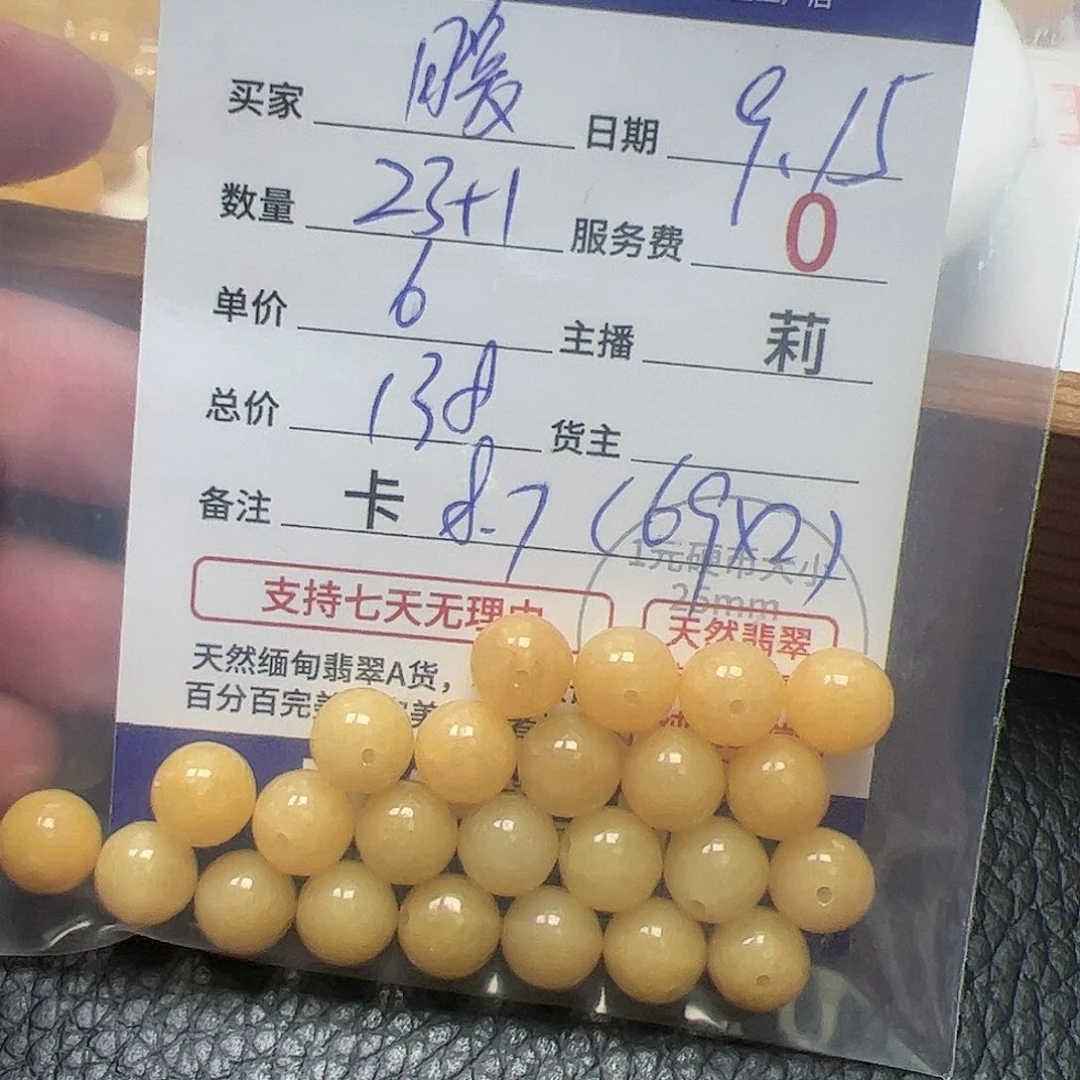 买家 暖 日期 9.15
数量 23+1 服务费 0
单价 6 主播 莉
总价 138 货主
备注 卡 8.7 (69×2)
1元硬币大小
25mm
支持七天无理由
天然翡翠
天然缅甸翡翠A货，
百分百完美